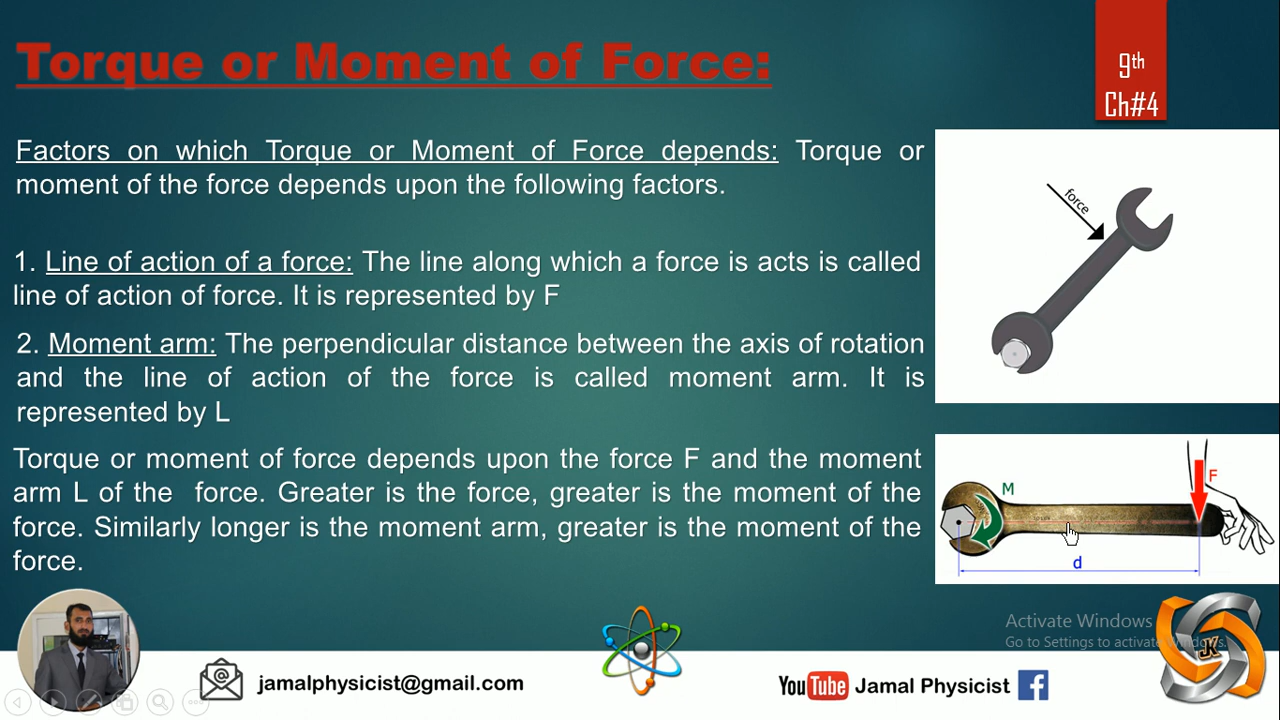 Torque or Moment of Force:
9th
Ch#4
Factors on which Torque or Moment of Force depends: Torque or
moment of the force depends upon the following factors.
1. Line of action of a force: The line along which a force is acts is called
line of action of force. It is represented by F
2. Moment arm: The perpendicular distance between the axis of rotation
and the line of action of the force is called moment arm. It is
represented by L
Torque or moment of force depends upon the force F and the moment
arm L of the force. Greater is the force, greater is the moment of the
force. Similarly longer is the moment arm, greater is the moment of the
force.
force
M
F
d
Activate Windows
Go to Settings to activate Windows.
JK
jamalphysicist@gmail.com
YouTube Jamal Physicist f